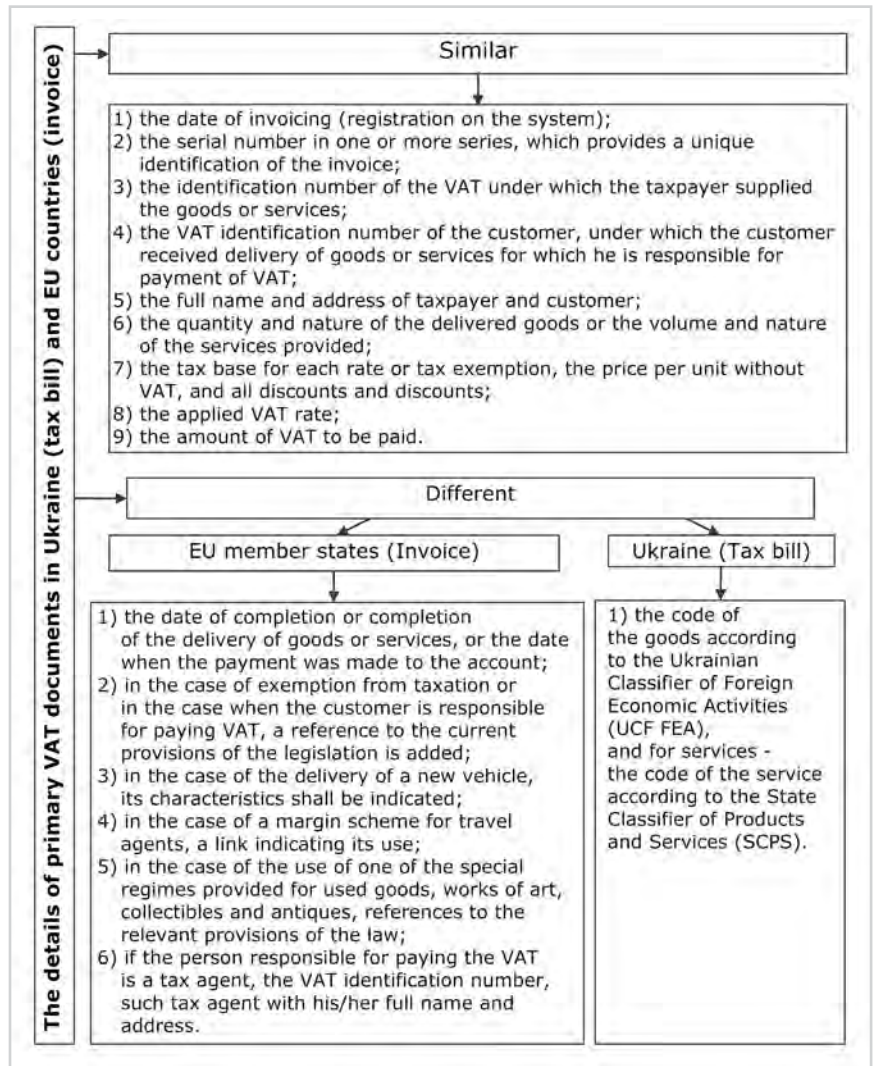 The details of primary VAT documents in Ukraine (tax bill) and EU countries (invoice)
Similar
1) the date of invoicing (registration on the system);
2) the serial number in one or more series, which provides a unique
identification of the invoice;
3) the identification number of the VAT under which the taxpayer supplied
the goods or services;
4) the VAT identification number of the customer, under which the customer
received delivery of goods or services for which he is responsible for
payment of VAT;
5) the full name and address of taxpayer and customer;
6) the quantity and nature of the delivered goods or the volume and nature
of the services provided;
7) the tax base for each rate or tax exemption, the price per unit without
VAT, and all discounts and discounts;
8) the applied VAT rate;
9) the amount of VAT to be paid.
Different
EU member states (Invoice)
1) the date of completion or completion
of the delivery of goods or services, or the date
when the payment was made to the account;
2) in the case of exemption from taxation or
in the case when the customer is responsible
for paying VAT, a reference to the current
provisions of the legislation is added;
3) in the case of the delivery of a new vehicle,
its characteristics shall be indicated;
4) in the case of a margin scheme for travel
agents, a link indicating its use;
5) in the case of the use of one of the special
regimes provided for used goods, works of art,
collectibles and antiques, references to the
relevant provisions of the law;
6) if the person responsible for paying the VAT
is a tax agent, the VAT identification number,
such tax agent with his/her full name and
address.
Ukraine (Tax bill)
1) the code of
the goods according
to the Ukrainian
Classifier of Foreign
Economic Activities
(UCF FEA),
and for services -
the code of the service
according to the State
Classifier of Products
and Services (SCPS).